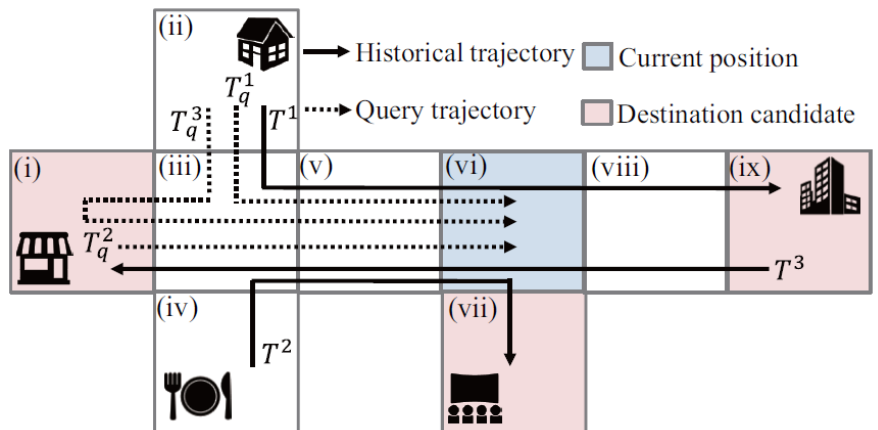 (ii)
Historical trajectory
Current position
T_q^1
T_q^3
T^1
Query trajectory
Destination candidate
(i)
(iii)
(v)
(vi)
(viii)
(ix)
T_q^2
T^3
(iv)
(vii)
T^2